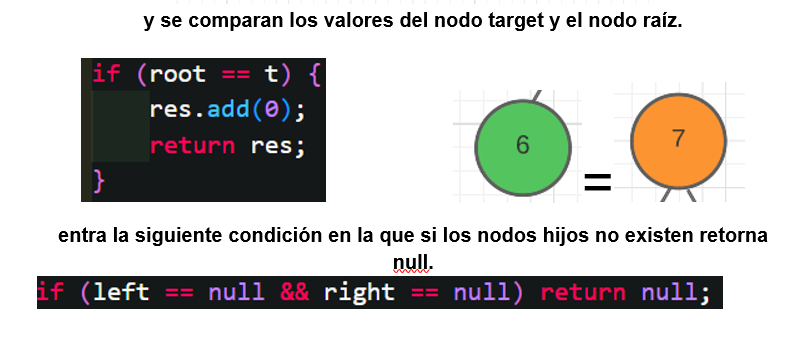 y se comparan los valores del nodo target y el nodo raíz.
if (root == t) {
res.add(0);
return res;
}
6 = 7
entra la siguiente condición en la que si los nodos hijos no existen retorna
null.
if (left == null && right == null) return null;